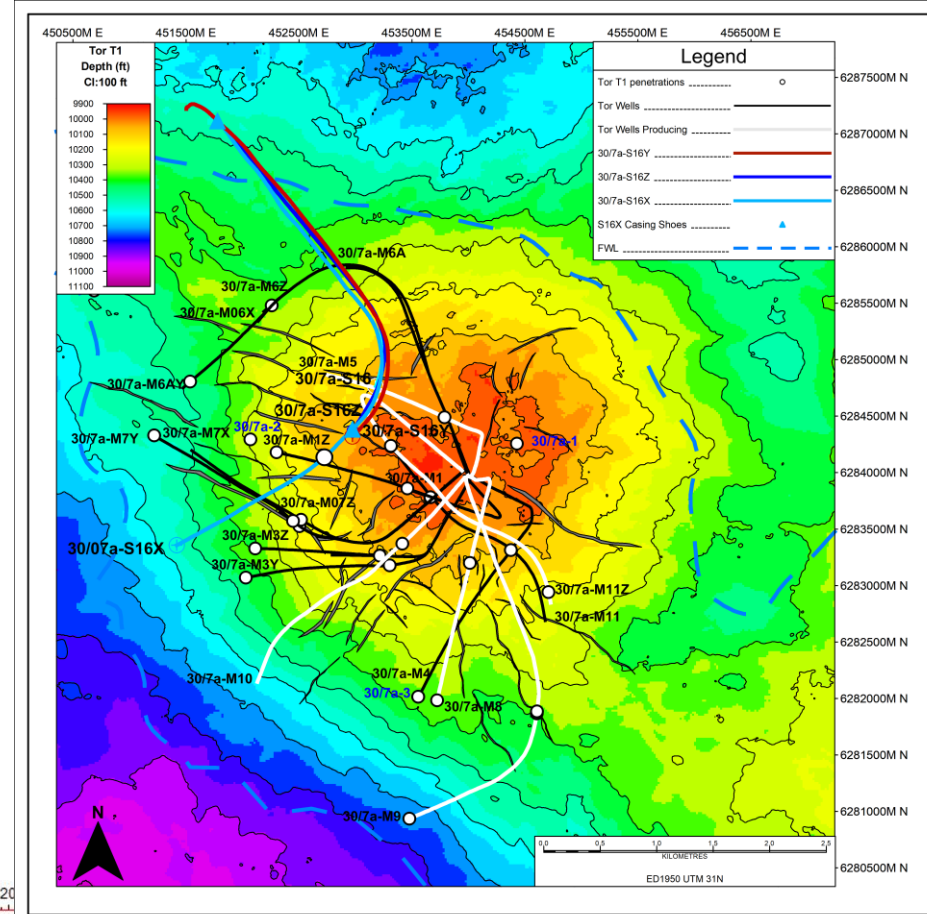 450500M E 451500M E 452500M E 453500M E 454500M E 455500M E 456500M E
Tor T1
Depth (ft)
CI:100 ft
9900
10000
10100
10200
10300
10400
10500
10600
10700
10800
10900
11000
11100
Legend
Tor T1 penetrations
Tor Wells
Tor Wells Producing
30/7a-S16Y
30/7a-S16Z
30/7a-S16X
S16X Casing Shoes
FWL
6287500M N
6287000M N
6286500M N
6286000M N
6285500M N
6285000M N
6284500M N
6284000M N
6283500M N
6283000M N
6282500M N
6282000M N
6281500M N
6281000M N
6280500M N
30/7a-M6A
30/7a-M6Z
30/7a-M06X
30/7a-M5
30/7a-S16
30/7a-M6AY
30/7a-S16Z
30/7a-2
30/7a-S16Y
30/7a-M7Y
30/7a-M7X
30/7a-M1Z
30/7a-1
30/7a-M1
30/7a-M07Z
30/7a-M3Z
30/07a-S16X
30/7a-M3Y
30/7a-M11Z
30/7a-M11
30/7a-M10
30/7a-M4
30/7a-3
30/7a-M8
30/7a-M9
N
0,0 0,5 1,0 1,5 2,0 2,5
KILOMETRES
ED1950 UTM 31N
20